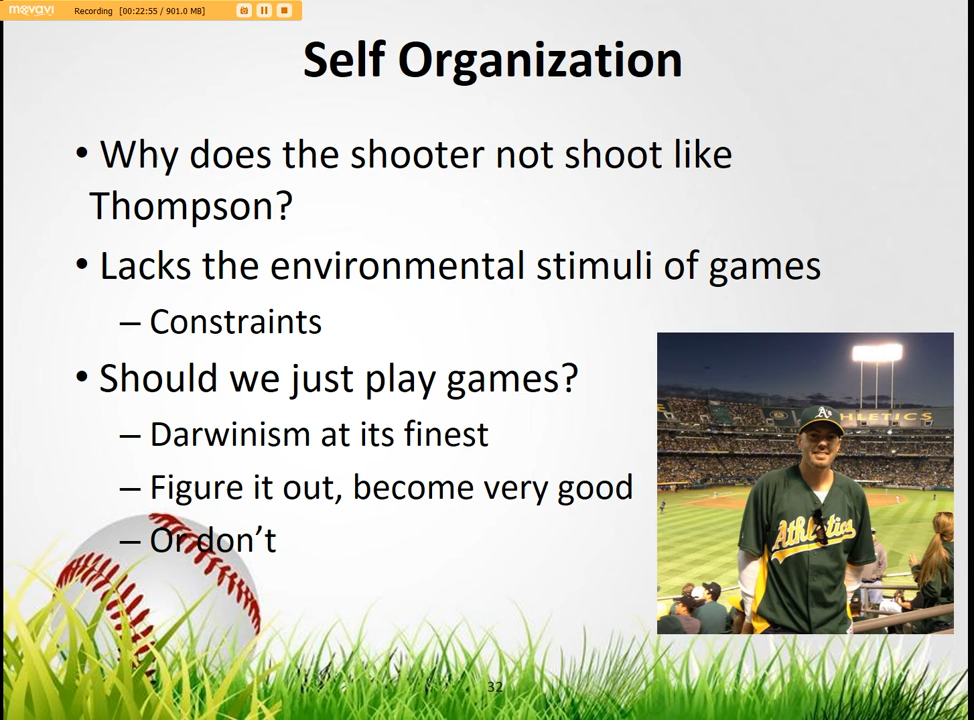 movavi Recording [00:22:55 / 901.0 MB]
Self Organization
• Why does the shooter not shoot like
Thompson?
• Lacks the environmental stimuli of games
– Constraints
• Should we just play games?
– Darwinism at its finest
– Figure it out, become very good
– Or don’t
HLETICS
A's
Athletics
32